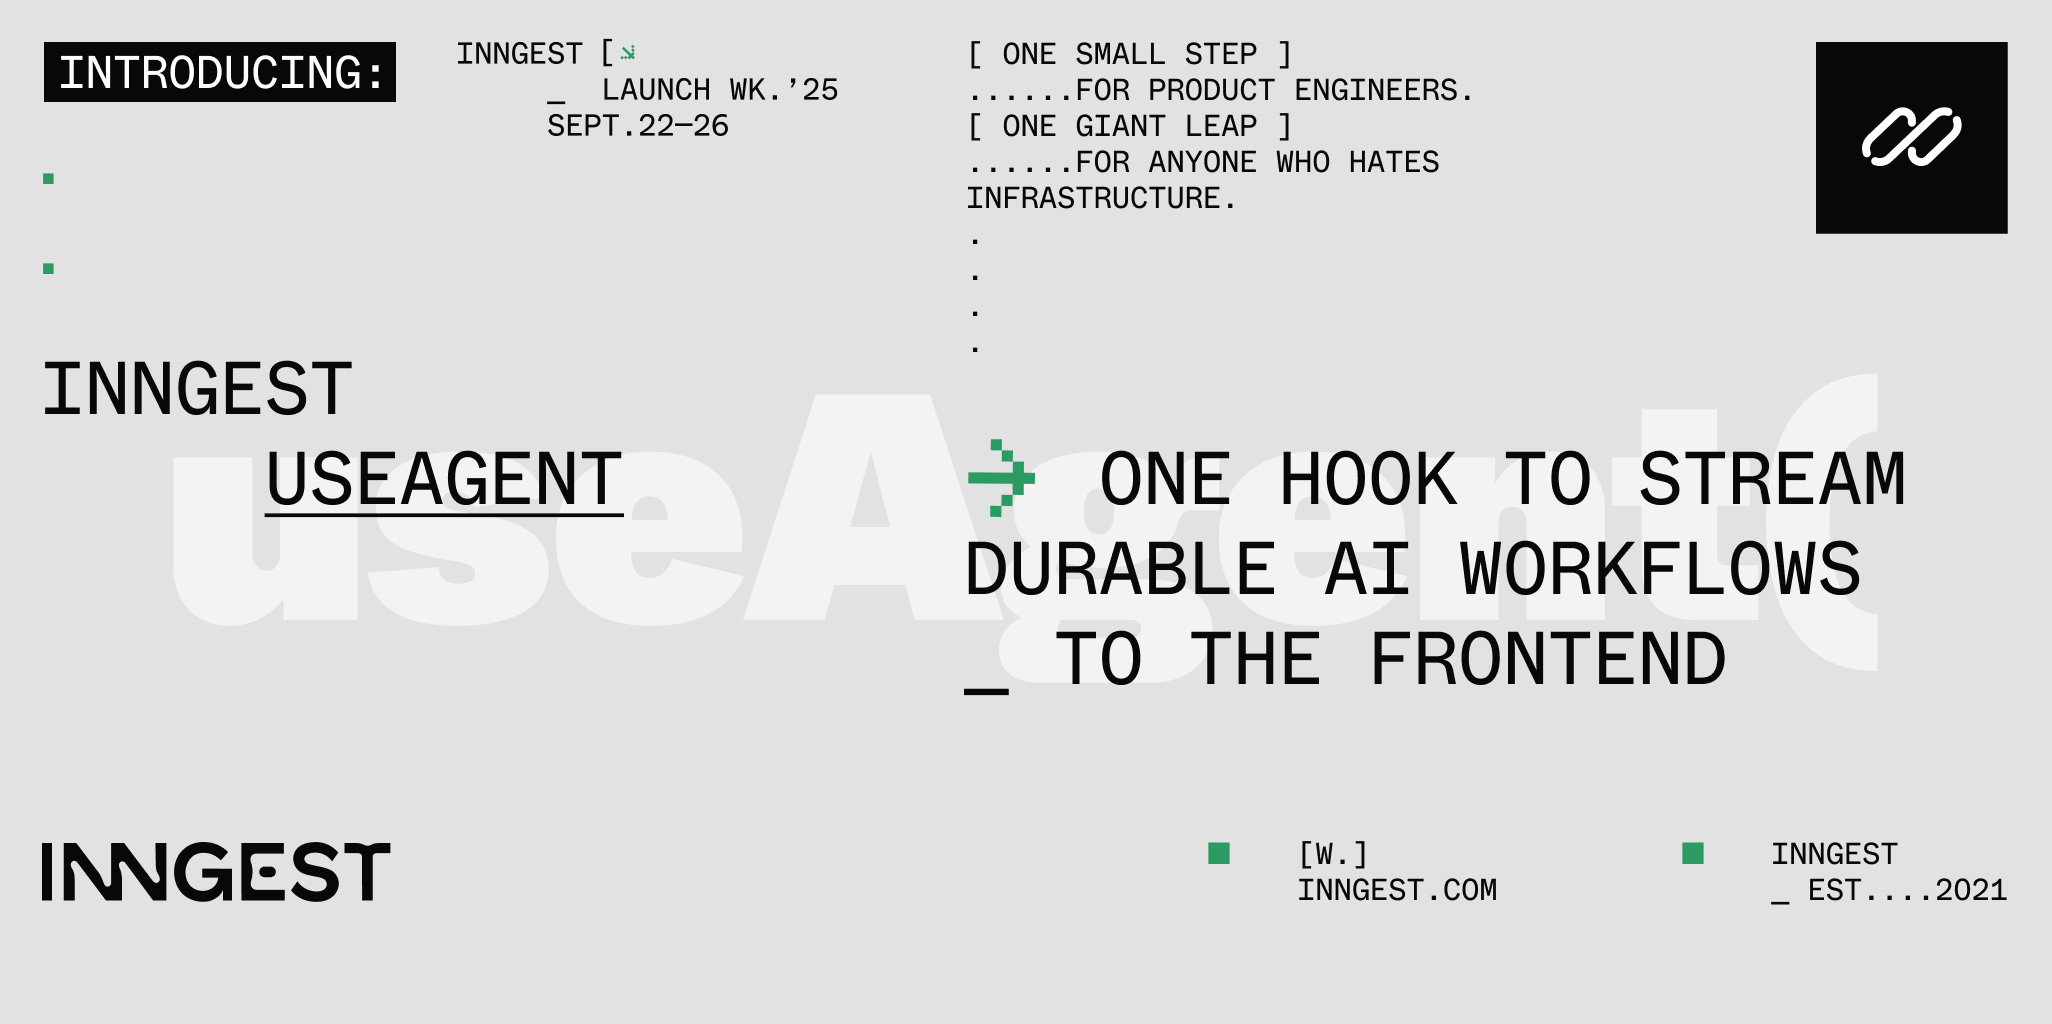 INTRODUCING:
INNGEST [
_ LAUNCH WK.’25
SEPT.22—26
[ ONE SMALL STEP ]
......FOR PRODUCT ENGINEERS.
[ ONE GIANT LEAP ]
......FOR ANYONE WHO HATES
INFRASTRUCTURE.
.
.
.
.
INNGEST
USEAGENT
useAgent(
ONE HOOK TO STREAM
DURABLE AI WORKFLOWS
_ TO THE FRONTEND
INNGEST
[W.]
INNGEST.COM
INNGEST
_ EST....2021